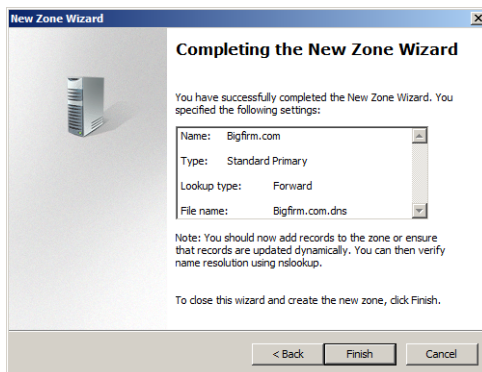 New Zone Wizard
Completing the New Zone Wizard
You have successfully completed the New Zone Wizard. You
specified the following settings:
Name: Bigfirm.com
Type: Standard Primary
Lookup type: Forward
File name: Bigfirm.com.dns
Note: You should now add records to the zone or ensure
that records are updated dynamically. You can then verify
name resolution using nslookup.
To close this wizard and create the new zone, click Finish.
< Back Finish Cancel